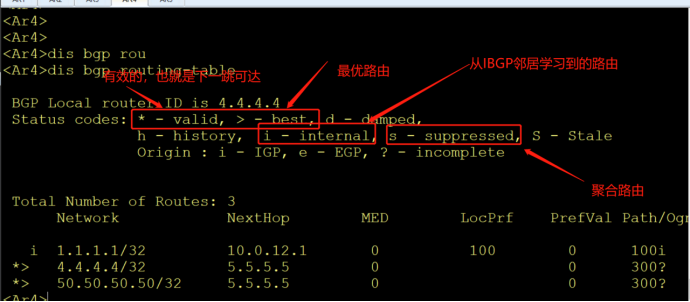 <Ar4>
<Ar4>
<Ar4>
<Ar4>dis bgp rou
<Ar4>dis bgp routing-table
有效的，也就是下一跳可达
最优路由
从IBGP邻居学习到的路由
BGP Local router ID is 4.4.4.4
Status codes: * - valid, > - best, d - damped,
h - history, i - internal, s - suppressed, S - Stale
Origin : i - IGP, e - EGP, ? - incomplete
聚合路由
Total Number of Routes: 3
Network NextHop MED LocPrf PrefVal Path/Ogn
i 1.1.1.1/32 10.0.12.1 0 100 0 100i
*> 4.4.4.4/32 5.5.5.5 0 0 300?
*> 50.50.50.50/32 5.5.5.5 0 0 300?
<Ar4>